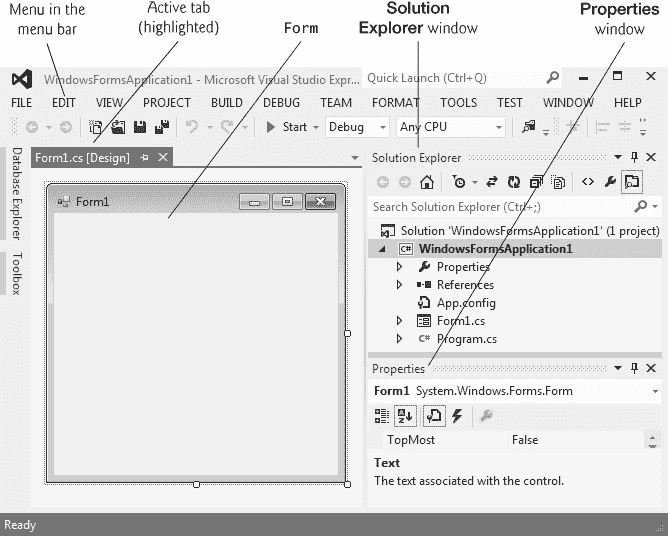 Menu in the
menu bar
Active tab
(highlighted)
Form
Solution
Explorer window
Properties
window
WindowsFormsApplication1 - Microsoft Visual Studio Expr...
Quick Launch (Ctrl+Q)
FILE EDIT VIEW PROJECT BUILD DEBUG TEAM FORMAT TOOLS TEST WINDOW HELP
Start Debug Any CPU
Database Explorer
Toolbox
Form1.cs [Design]
Form1
Solution Explorer
Search Solution Explorer (Ctrl+;)
Solution 'WindowsFormsApplication1' (1 project)
C# WindowsFormsApplication1
Properties
References
App.config
Form1.cs
C# Program.cs
Properties
Form1 System.Windows.Forms.Form
TopMost False
Text
The text associated with the control.
Ready